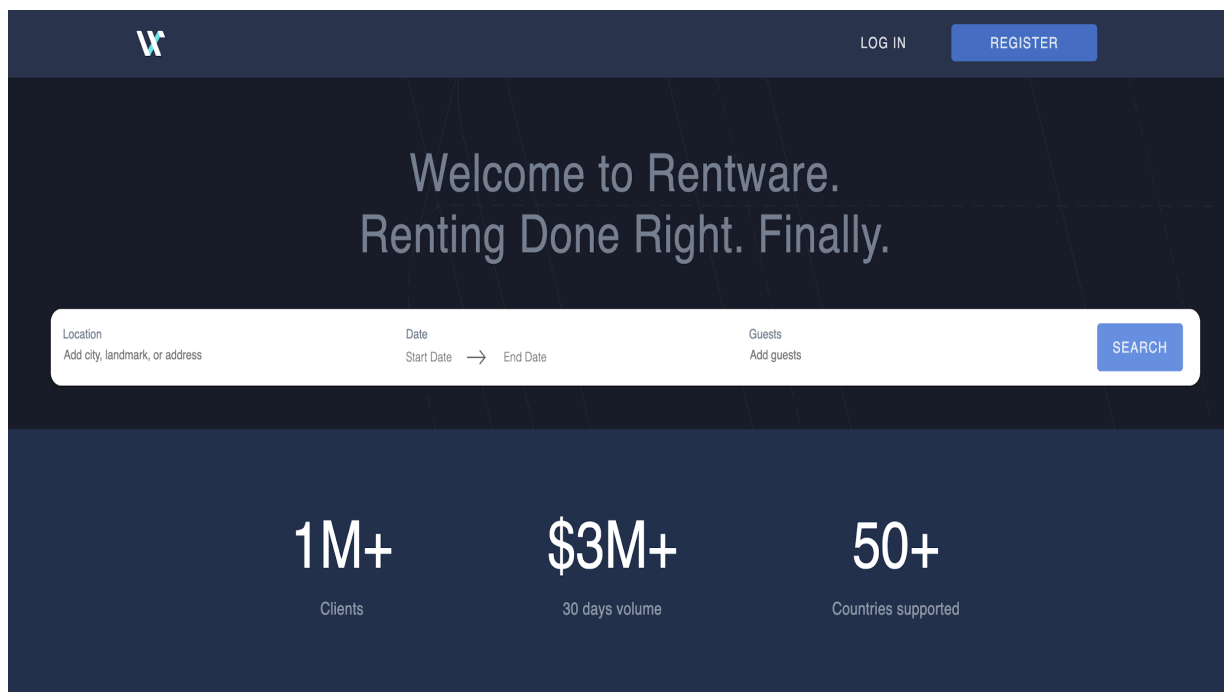 LOG IN
REGISTER
Welcome to Rentware.
Renting Done Right. Finally.
Location
Add city, landmark, or address
Date
Start Date
End Date
Guests
Add guests
SEARCH
1M+
Clients
$3M+
30 days volume
50+
Countries supported